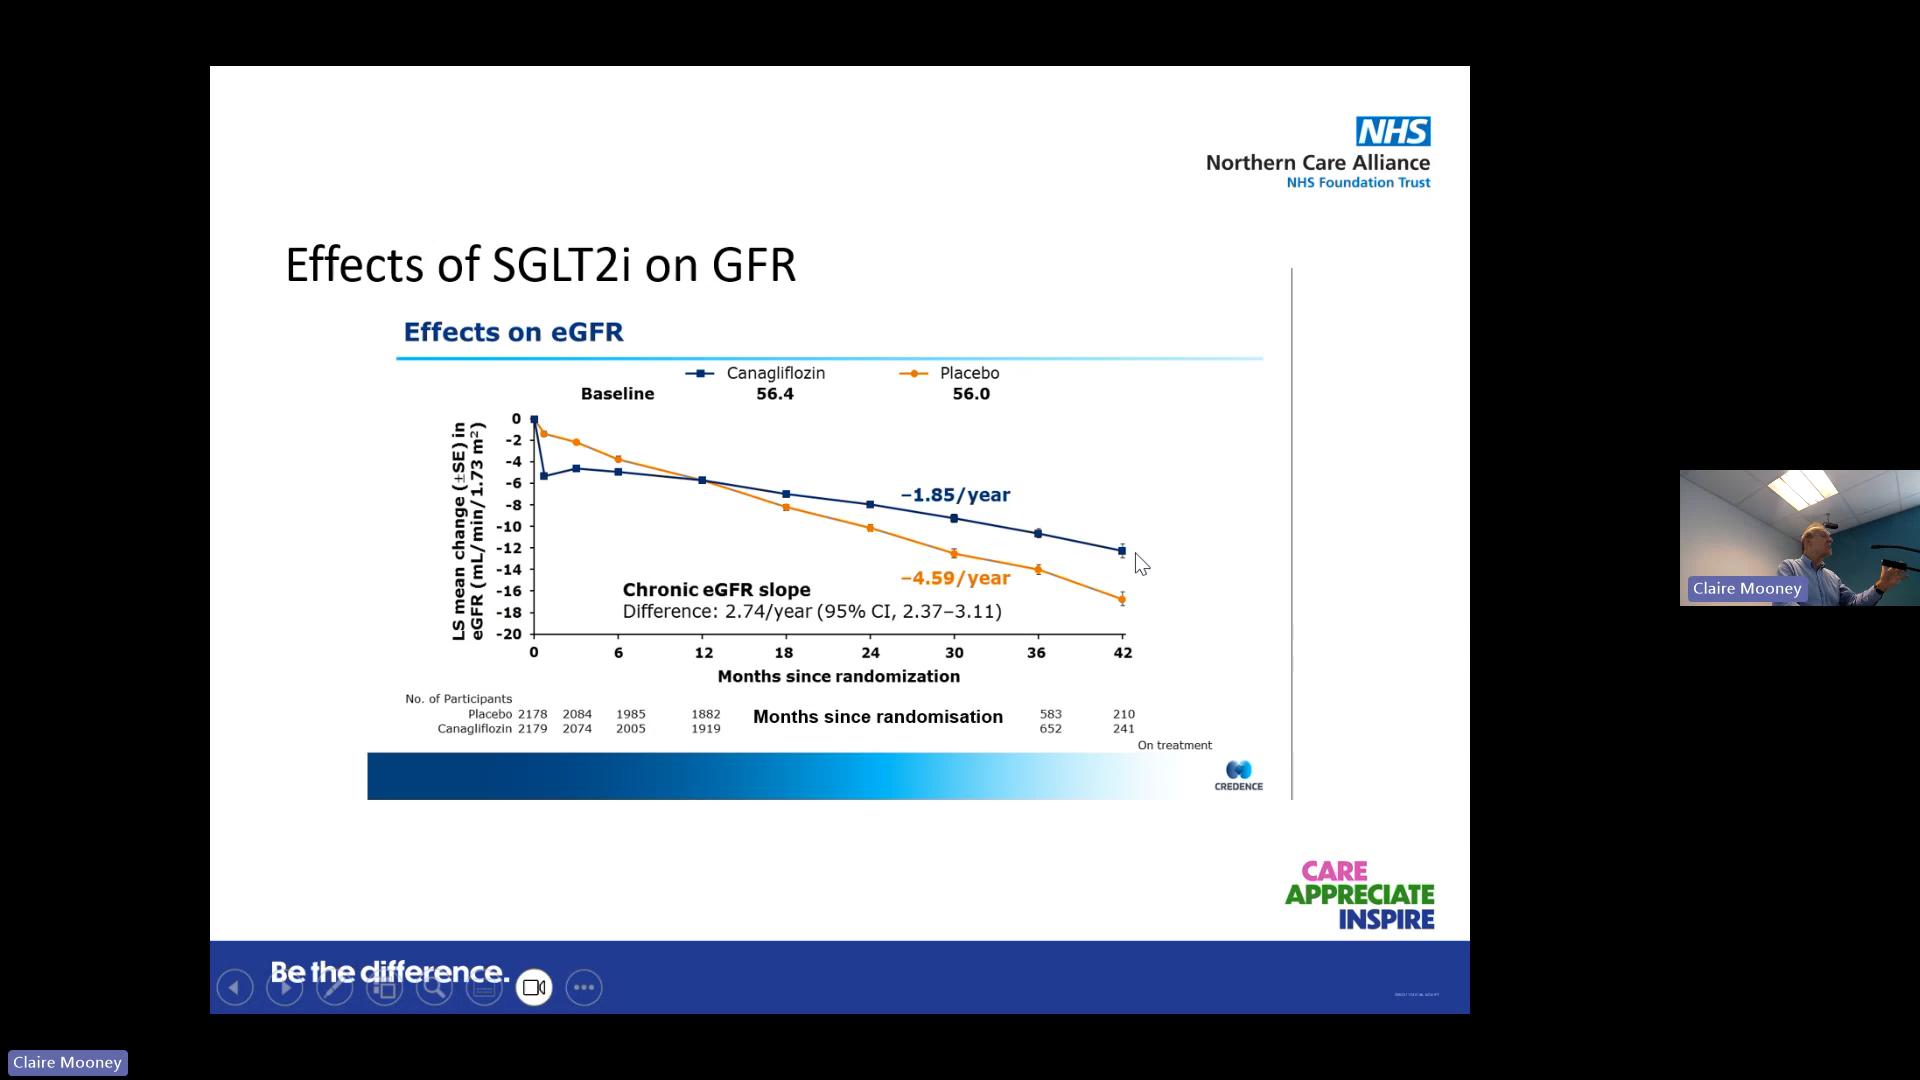 NHS
Northern Care Alliance
NHS Foundation Trust
Effects of SGLT2i on GFR
Effects on eGFR
Canagliflozin Placebo
Baseline 56.4 56.0
LS mean change (±SE) in
eGFR (mL/min/1.73 m²)
0
-2
-4
-6
-8
-10
-12
-14
-16
-18
-20
−1.85/year
−4.59/year
Chronic eGFR slope
Difference: 2.74/year (95% CI, 2.37–3.11)
0 6 12 18 24 30 36 42
Months since randomization
No. of Participants
Placebo 2178 2084 1985 1882 583 210
Months since randomisation
Canagliflozin 2179 2074 2005 1919 652 241
On treatment
CREDENCE
CARE
APPRECIATE
INSPIRE
Be the difference.
Claire Mooney
Claire Mooney